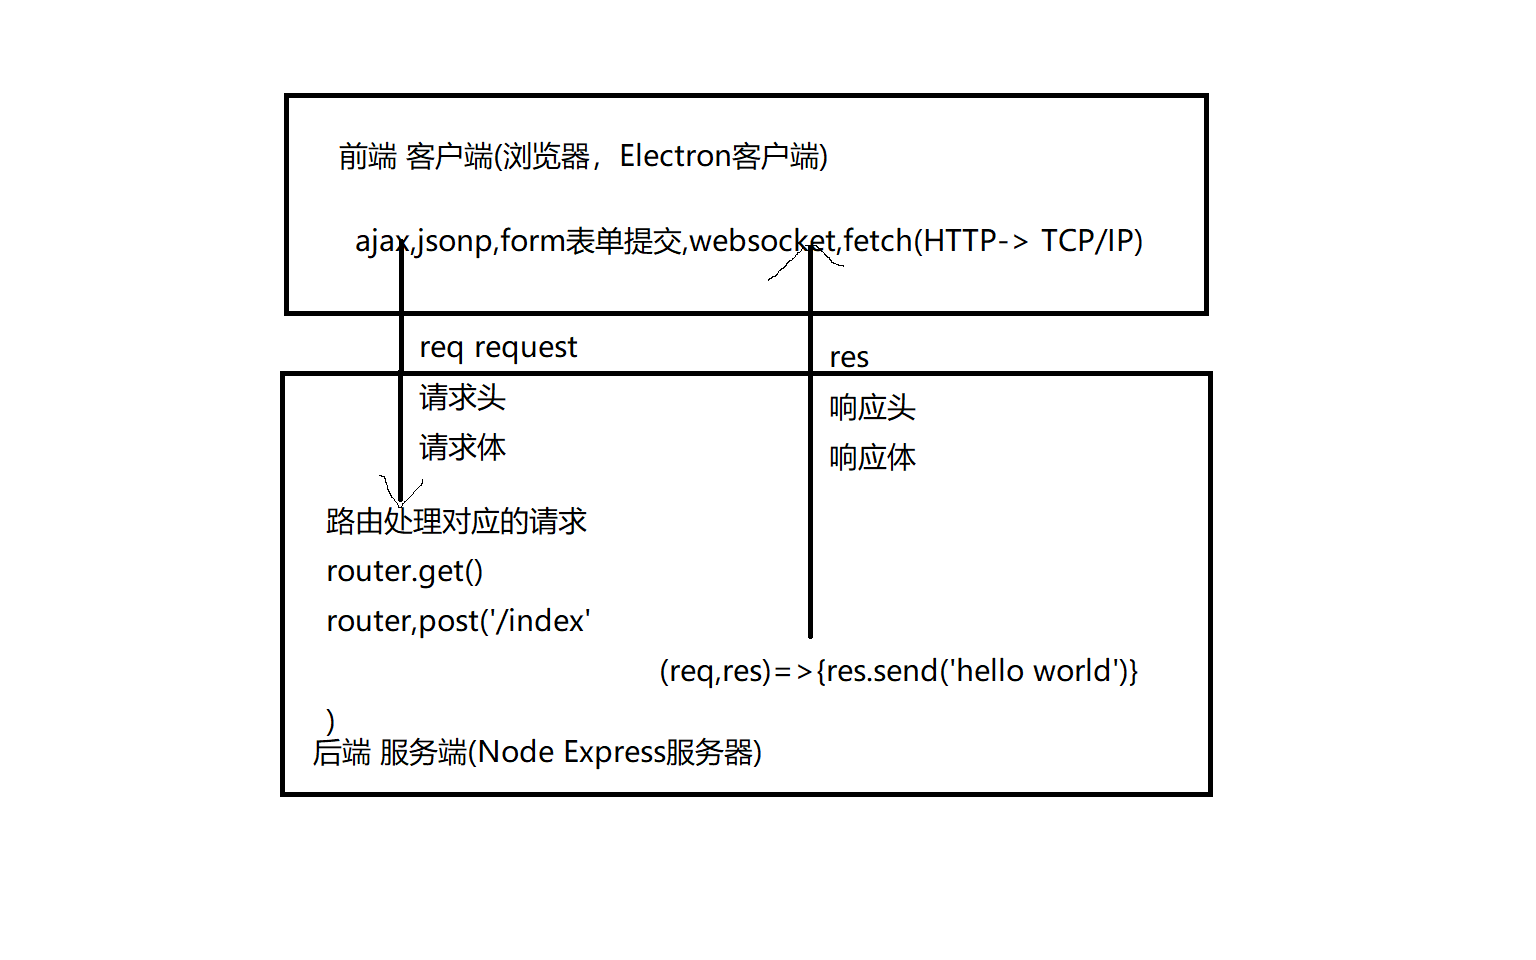 前端 客户端(浏览器，Electron客户端)
ajax,jsonp,form表单提交,websocket,fetch(HTTP-> TCP/IP)
req request
请求头
请求体
res
响应头
响应体
路由处理对应的请求
router.get()
router,post('/index'
(req,res)=>{res.send('hello world')}
)
后端 服务端(Node Express服务器)